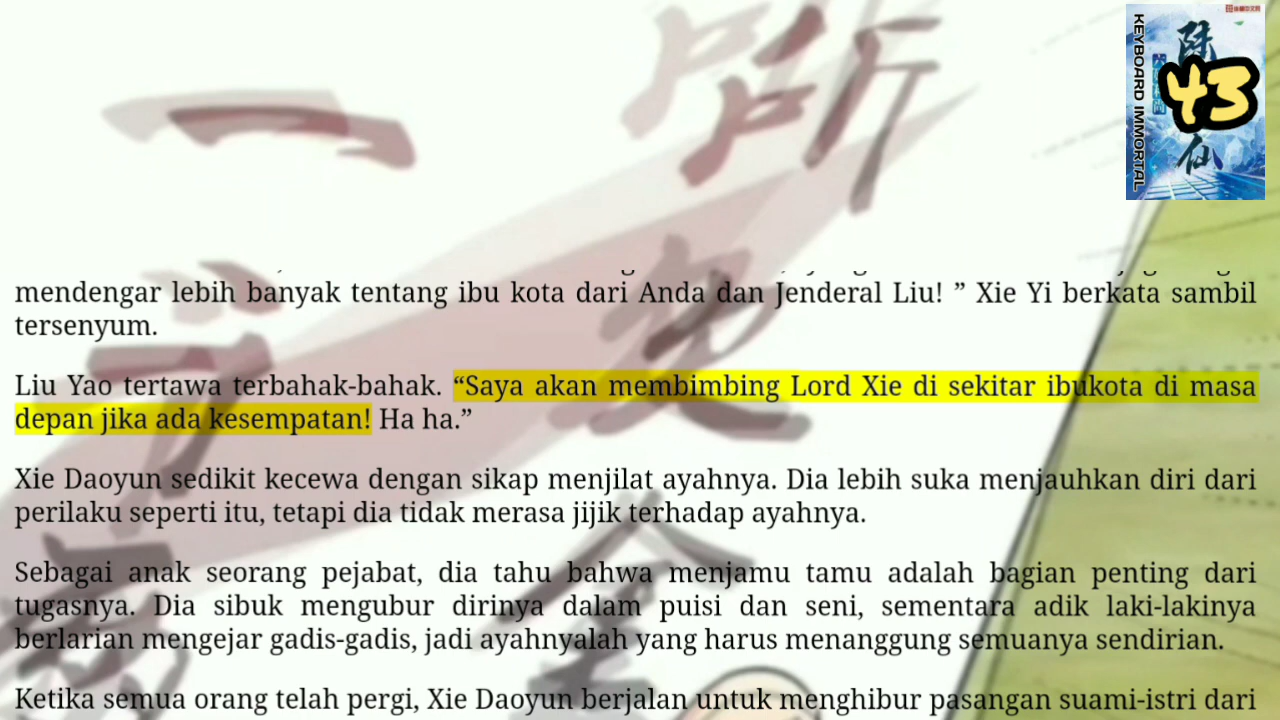 KEYBOARD IMMORTAL
43
仙
mendengar lebih banyak tentang ibu kota dari Anda dan Jenderal Liu! ” Xie Yi berkata sambil
tersenyum.
Liu Yao tertawa terbahak-bahak. “Saya akan membimbing Lord Xie di sekitar ibukota di masa
depan jika ada kesempatan! Ha ha.”
Xie Daoyun sedikit kecewa dengan sikap menjilat ayahnya. Dia lebih suka menjauhkan diri dari
perilaku seperti itu, tetapi dia tidak merasa jijik terhadap ayahnya.
Sebagai anak seorang pejabat, dia tahu bahwa menjamu tamu adalah bagian penting dari
tugasnya. Dia sibuk mengubur dirinya dalam puisi dan seni, sementara adik laki-lakinya
berlarian mengejar gadis-gadis, jadi ayahnyalah yang harus menanggung semuanya sendirian.
Ketika semua orang telah pergi, Xie Daoyun berjalan untuk menghibur pasangan suami-istri dari